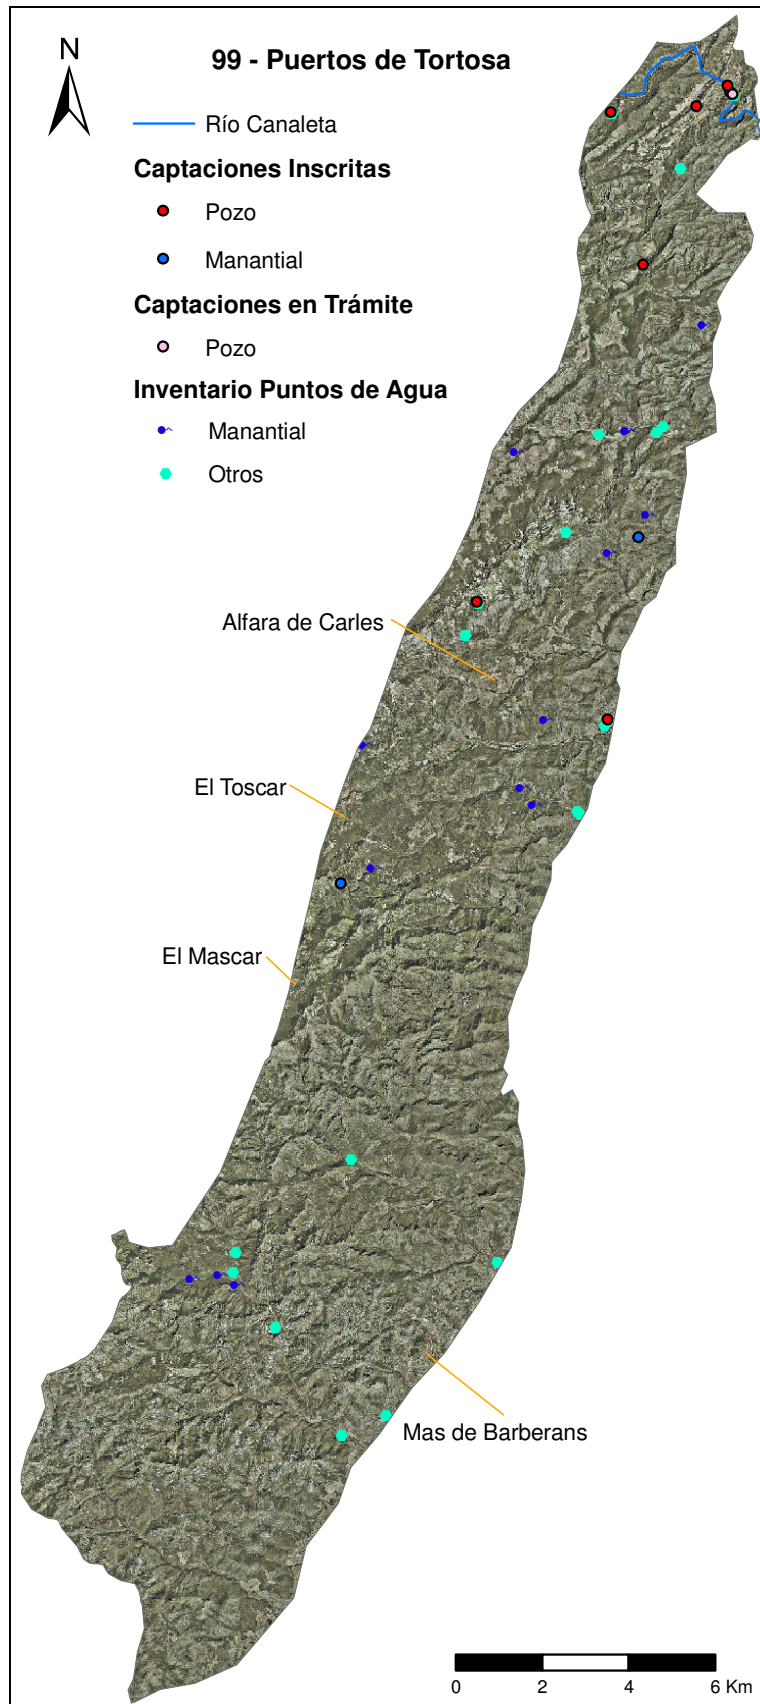 N
99 - Puertos de Tortosa
Río Canaleta
Captaciones Inscritas
Pozo
Manantial
Captaciones en Trámite
Pozo
Inventario Puntos de Agua
Manantial
Otros
Alfara de Carles
El Toscar
El Mascar
Mas de Barberans
0 2 4 6 Km